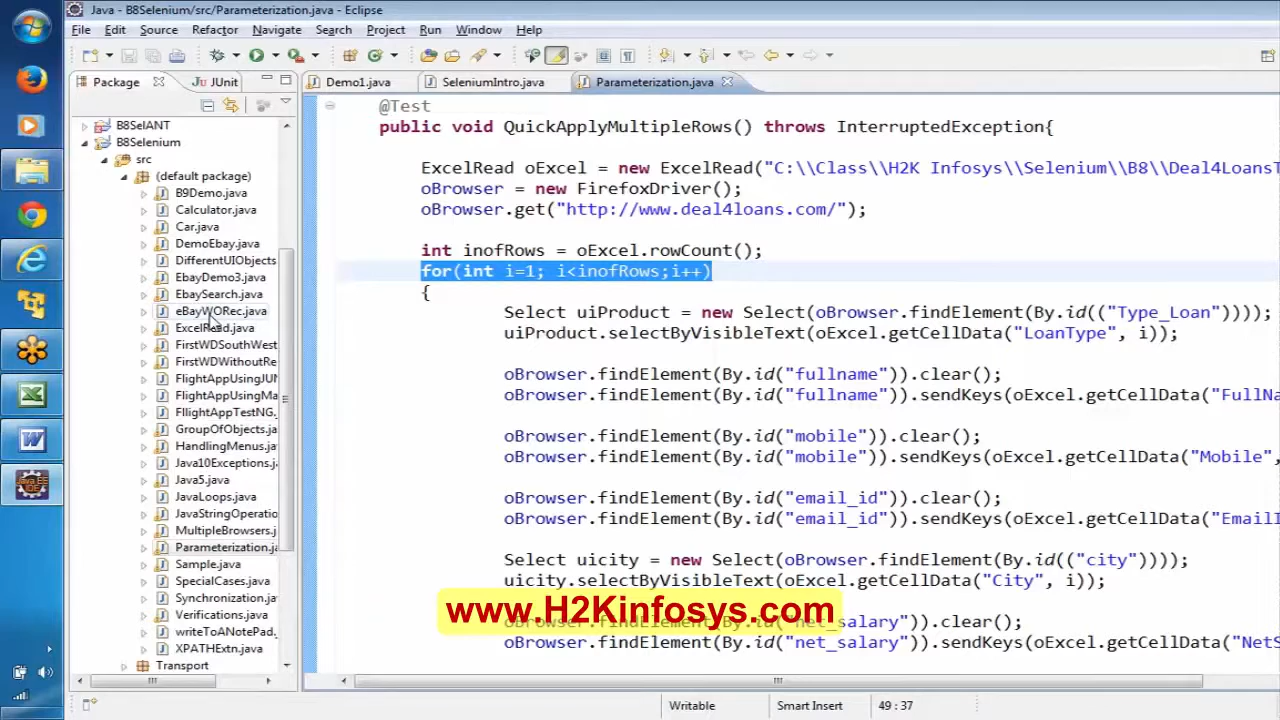 Java - B8Selenium/src/Parameterization.java - Eclipse
File Edit Source Refactor Navigate Search Project Run Window Help
Package JUnit Demo1.java SeleniumIntro.java Parameterization.java
B8SelANT
B8Selenium
src
(default package)
B9Demo.java
Calculator.java
Car.java
DemoEbay.java
DifferentUIObjects
EbayDemo3.java
EbaySearch.java
eBayWORec.java
ExcelRead.java
FirstWDSouthWest
FirstWDWithoutRe
FlightAppUsingJUN
FlightAppUsingMa
FlIightAppTestNG.
GroupOfObjects.ja
HandlingMenus.ja
Java10Exceptions.j
Java5.java
JavaLoops.java
JavaStringOperatio
MultipleBrowsers.j
Parameterization.ja
Sample.java
SpecialCases.java
Synchronization.ja
Verifications.java
writeToANotePad.
XPATHExtn.java
Transport
@Test
public void QuickApplyMultipleRows() throws InterruptedException{
ExcelRead oExcel = new ExcelRead("C:\\Class\\H2K Infosys\\Selenium\\B8\\Deal4LoansT
oBrowser = new FirefoxDriver();
oBrowser.get("http://www.deal4loans.com/");
int inofRows = oExcel.rowCount();
for(int i=1; i<inofRows;i++)
{
Select uiProduct = new Select(oBrowser.findElement(By.id(("Type_Loan"))));
uiProduct.selectByVisibleText(oExcel.getCellData("LoanType", i));
oBrowser.findElement(By.id("fullname")).clear();
oBrowser.findElement(By.id("fullname")).sendKeys(oExcel.getCellData("FullNa
oBrowser.findElement(By.id("mobile")).clear();
oBrowser.findElement(By.id("mobile")).sendKeys(oExcel.getCellData("Mobile",
oBrowser.findElement(By.id("email_id")).clear();
oBrowser.findElement(By.id("email_id")).sendKeys(oExcel.getCellData("EmailI
Select uicity = new Select(oBrowser.findElement(By.id(("city"))));
uicity.selectByVisibleText(oExcel.getCellData("City", i));
www.H2Kinfosys.com
oBrowser.findElement(By.id("net_salary")).clear();
oBrowser.findElement(By.id("net_salary")).sendKeys(oExcel.getCellData("NetS
Writable Smart Insert 49 : 37